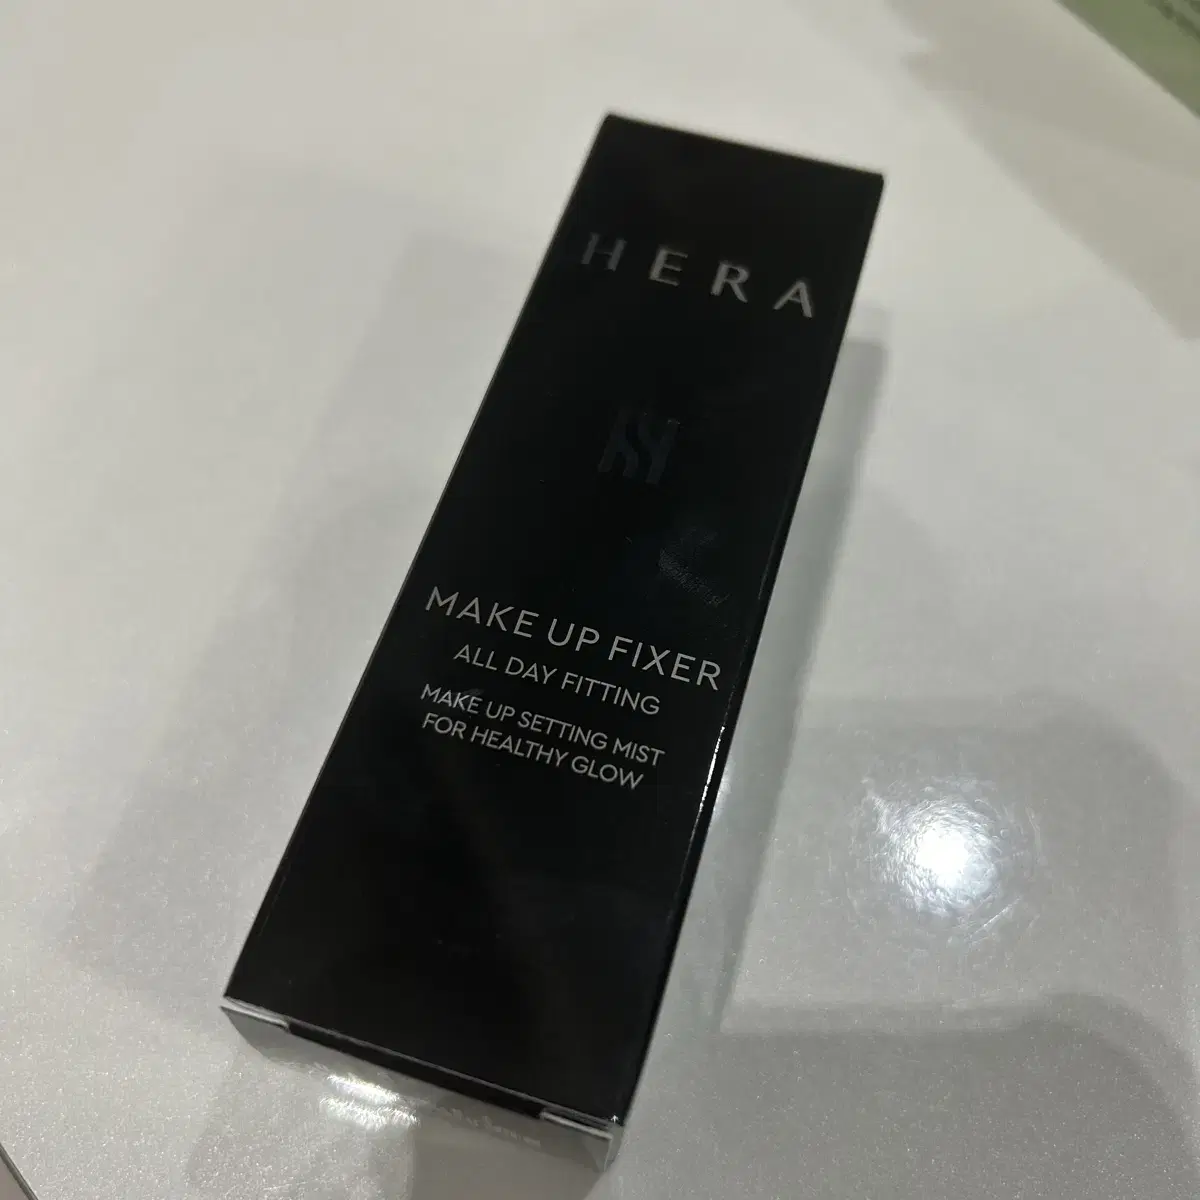 HERA
MAKE UP FIXER
ALL DAY FITTING
MAKE UP SETTING MIST
FOR HEALTHY GLOW